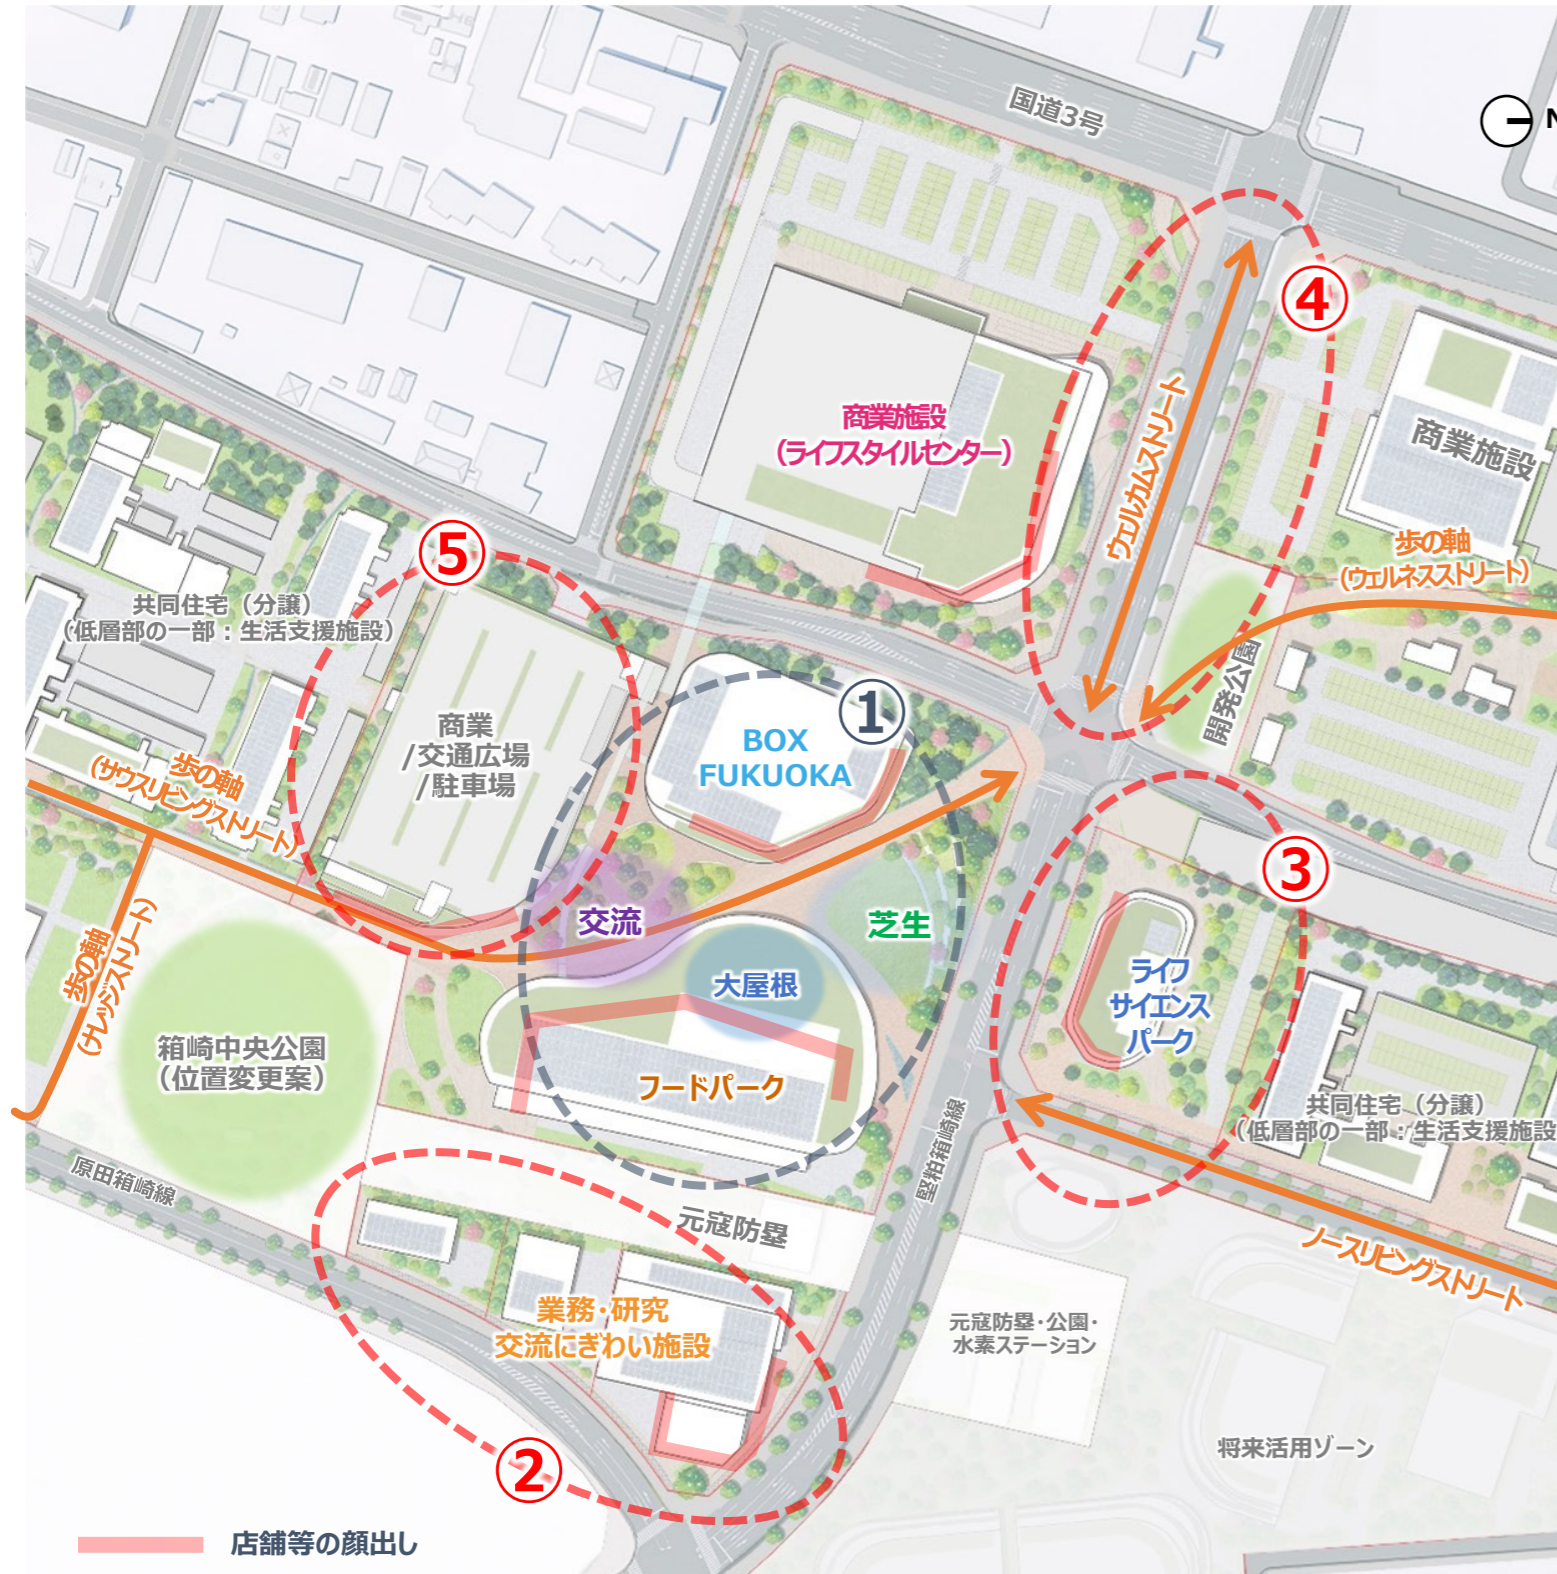 国道3号
N
④
商業施設
（ライフスタイルセンター）
ウェルカムストリート
商業施設
歩の軸
（ウェルネスストリート）
⑤
共同住宅（分譲）
（低層部の一部：生活支援施設）
開発公園
①
BOX
FUKUOKA
商業
/交通広場
/駐車場
歩の軸
（サウスリビングストリート）
③
交流
芝生
大屋根
ライフ
サイエンス
パーク
歩の軸
（ナレッジストリート）
箱崎中央公園
（位置変更案）
フードパーク
共同住宅（分譲）
（低層部の一部：生活支援施設
堅粕箱崎線
原田箱崎線
元寇防塁
ノースリビングストリート
業務・研究
交流にぎわい施設
元寇防塁・公園・
水素ステーション
②
将来活用ゾーン
店舗等の顔出し